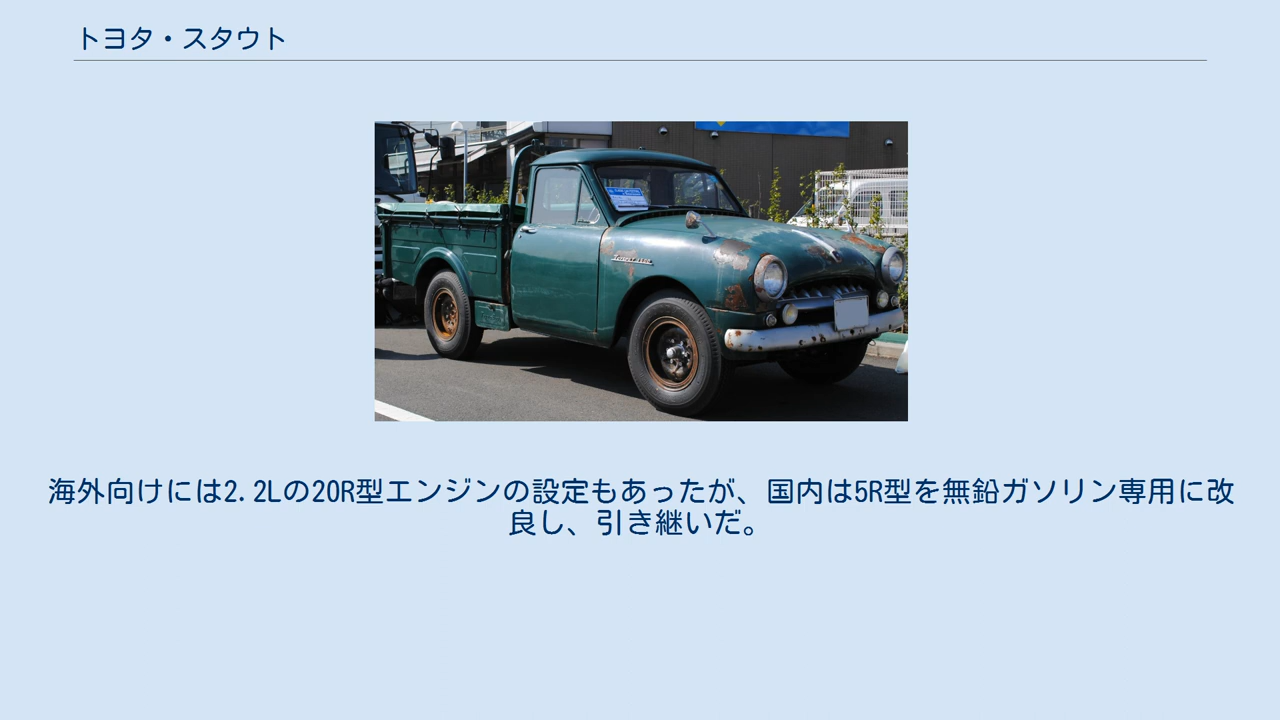 トヨタ・スタウト
海外向けには2.2Lの20R型エンジンの設定もあったが、国内は5R型を無鉛ガソリン専用に改
良し、引き継いだ。